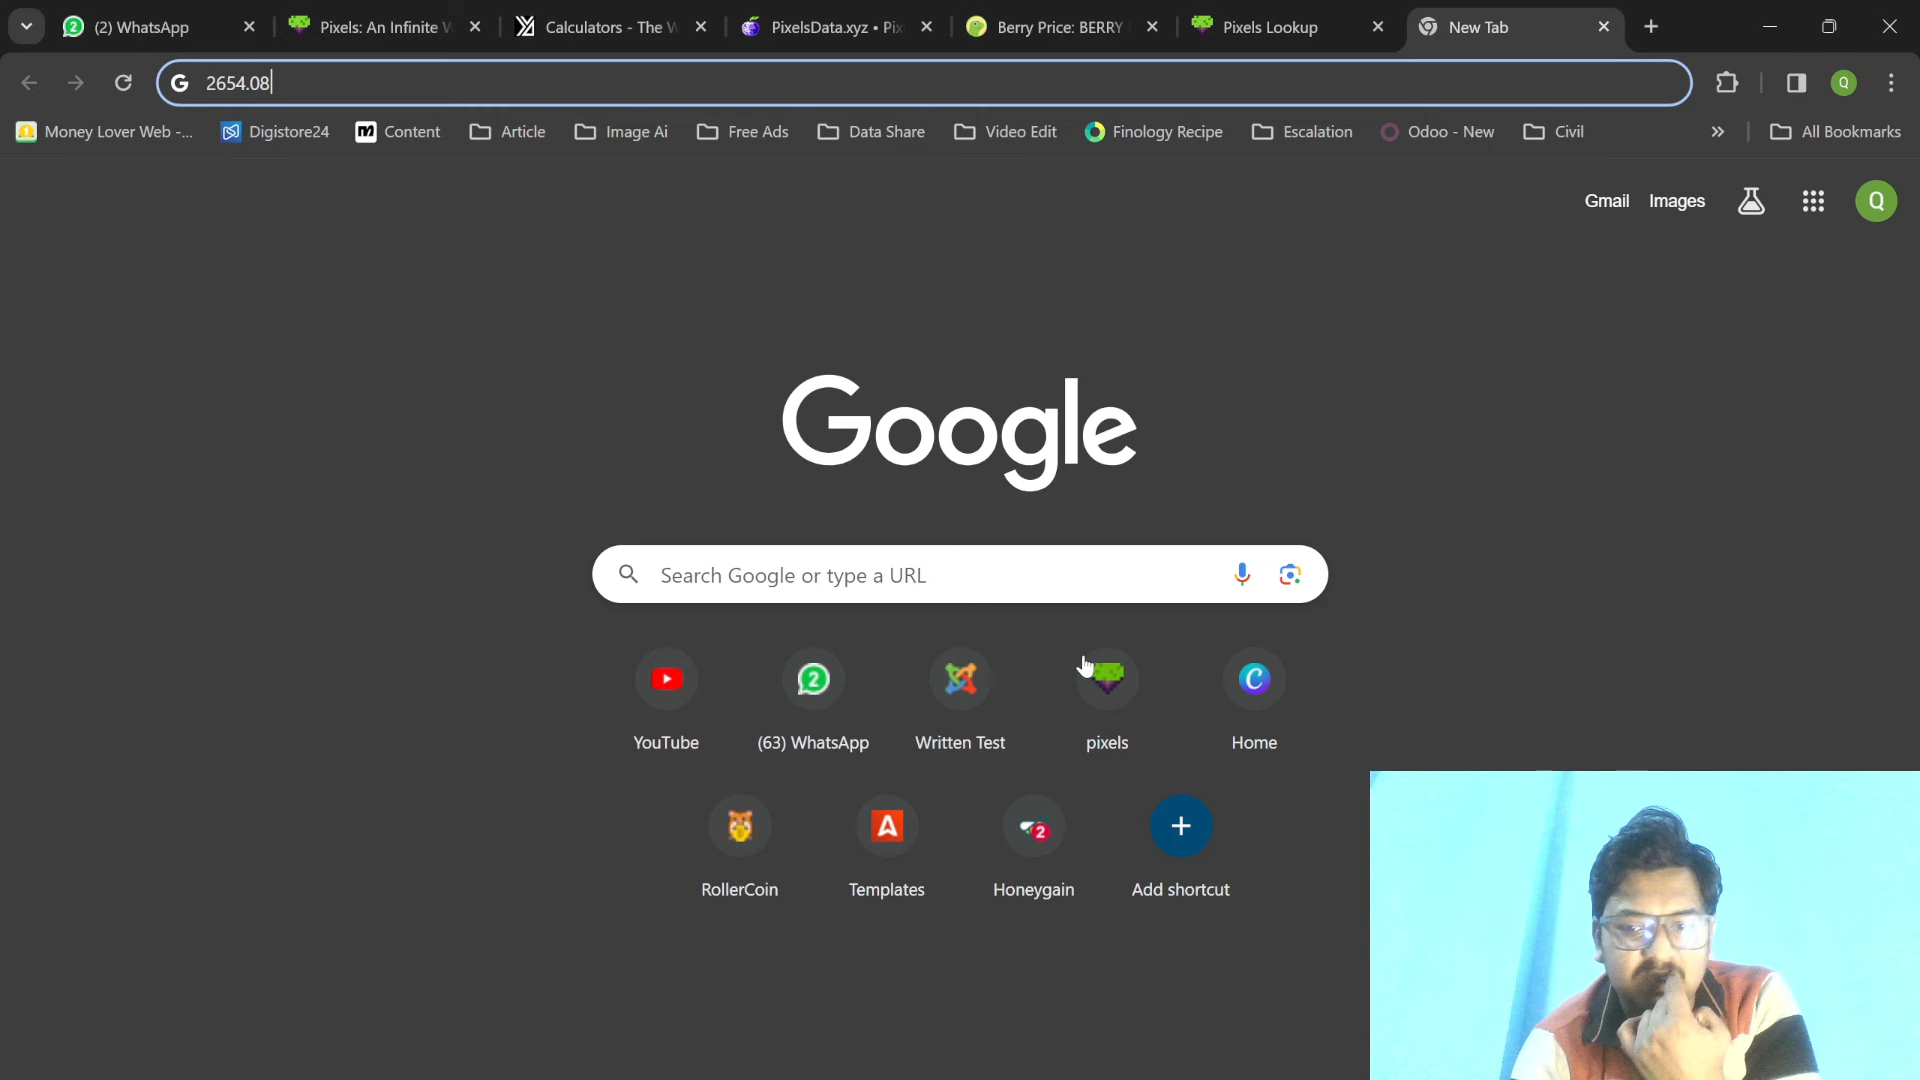 (2) WhatsApp
Pixels: An Infinite W
Calculators - The W
PixelsData.xyz • Pix
Berry Price: BERRY
Pixels Lookup
New Tab
2654.08
Q
Money Lover Web -...
Digistore24
Content
Article
Image Ai
Free Ads
Data Share
Video Edit
Finology Recipe
Escalation
Odoo - New
Civil
»
All Bookmarks
Gmail
Images
Q
Google
Search Google or type a URL
YouTube
(63) WhatsApp
Written Test
pixels
Home
RollerCoin
Templates
Honeygain
Add shortcut